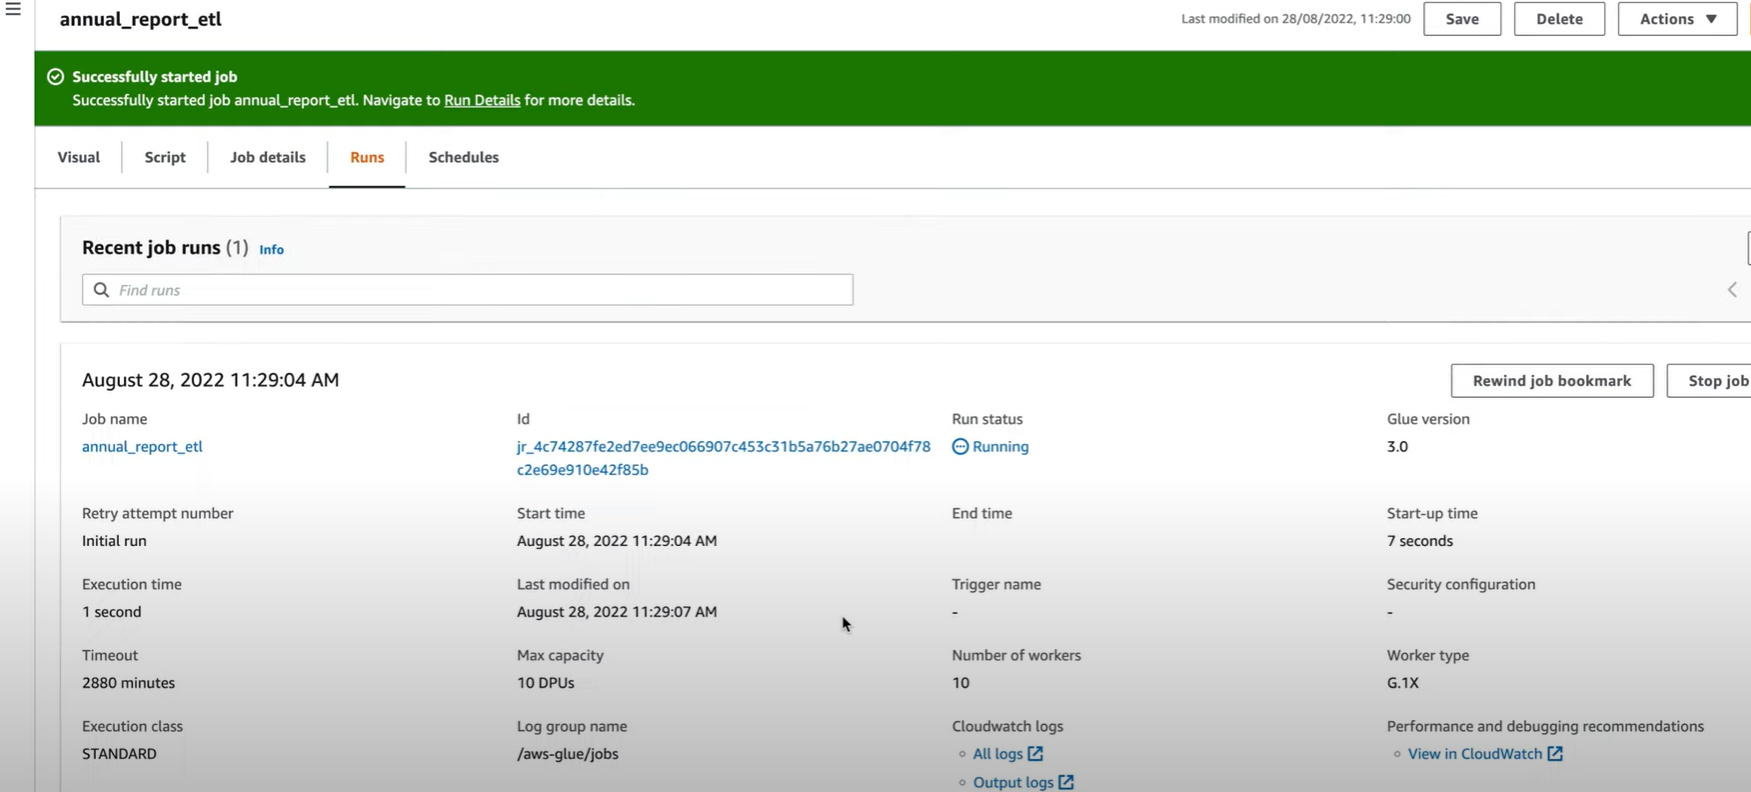 annual_report_etl
Last modified on 28/08/2022, 11:29:00
Save
Delete
Actions
Successfully started job
Successfully started job annual_report_etl. Navigate to Run Details for more details.
Visual
Script
Job details
Runs
Schedules
Recent job runs (1) Info
Find runs
August 28, 2022 11:29:04 AM
Rewind job bookmark
Stop job
Job name
Id
Run status
Glue version
annual_report_etl
jr_4c74287fe2ed7ee9ec066907c453c31b5a76b27ae0704f78
c2e69e910e42f85b
Running
3.0
Retry attempt number
Start time
End time
Start-up time
Initial run
August 28, 2022 11:29:04 AM
7 seconds
Execution time
Last modified on
Trigger name
Security configuration
1 second
August 28, 2022 11:29:07 AM
-
-
Timeout
Max capacity
Number of workers
Worker type
2880 minutes
10 DPUs
10
G.1X
Execution class
Log group name
Cloudwatch logs
Performance and debugging recommendations
STANDARD
/aws-glue/jobs
All logs
View in CloudWatch
Output logs